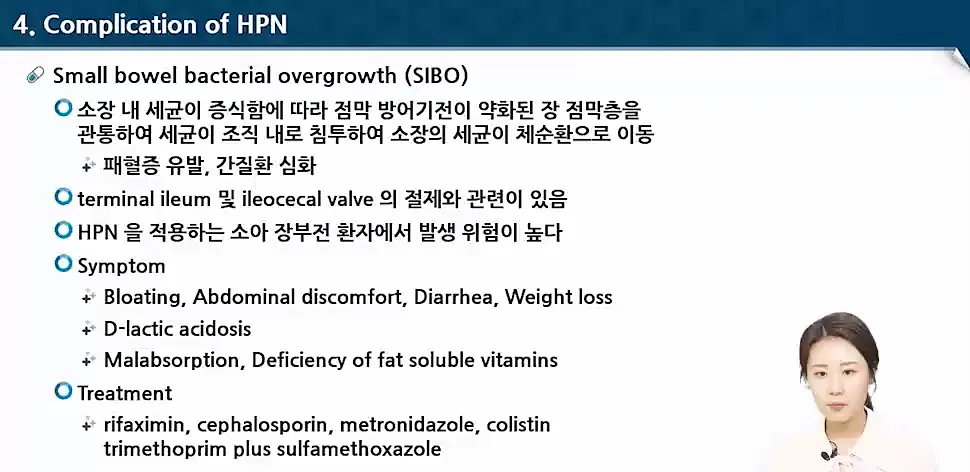 4. Complication of HPN
Small bowel bacterial overgrowth (SIBO)
소장 내 세균이 증식함에 따라 점막 방어기전이 약화된 장 점막층을
관통하여 세균이 조직 내로 침투하여 소장의 세균이 체순환으로 이동
패혈증 유발, 간질환 심화
terminal ileum 및 ileocecal valve 의 절제와 관련이 있음
HPN 을 적용하는 소아 장부전 환자에서 발생 위험이 높다
Symptom
Bloating, Abdominal discomfort, Diarrhea, Weight loss
D-lactic acidosis
Malabsorption, Deficiency of fat soluble vitamins
Treatment
rifaximin, cephalosporin, metronidazole, colistin
trimethoprim plus sulfamethoxazole